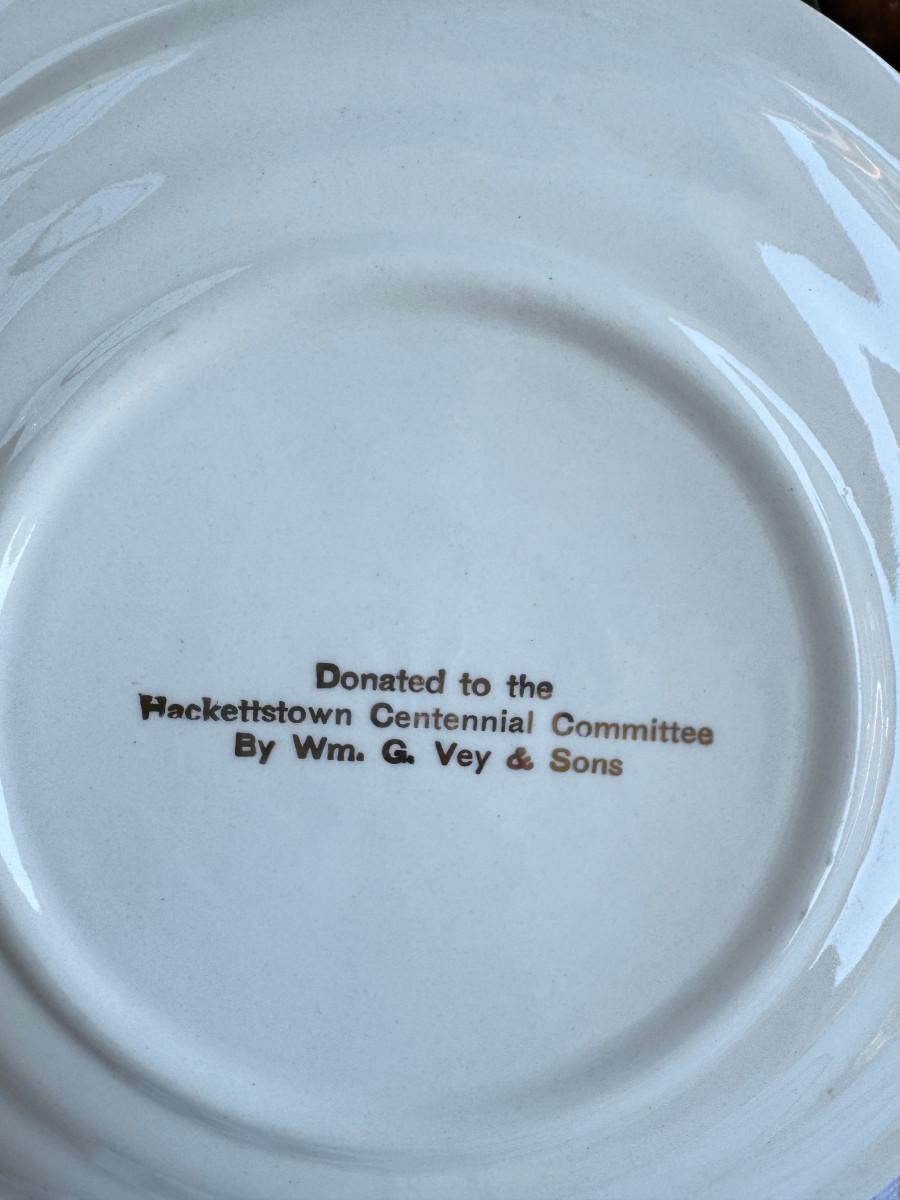 Donated to the
Hackettstown Centennial Committee
By Wm. G. Vey & Sons